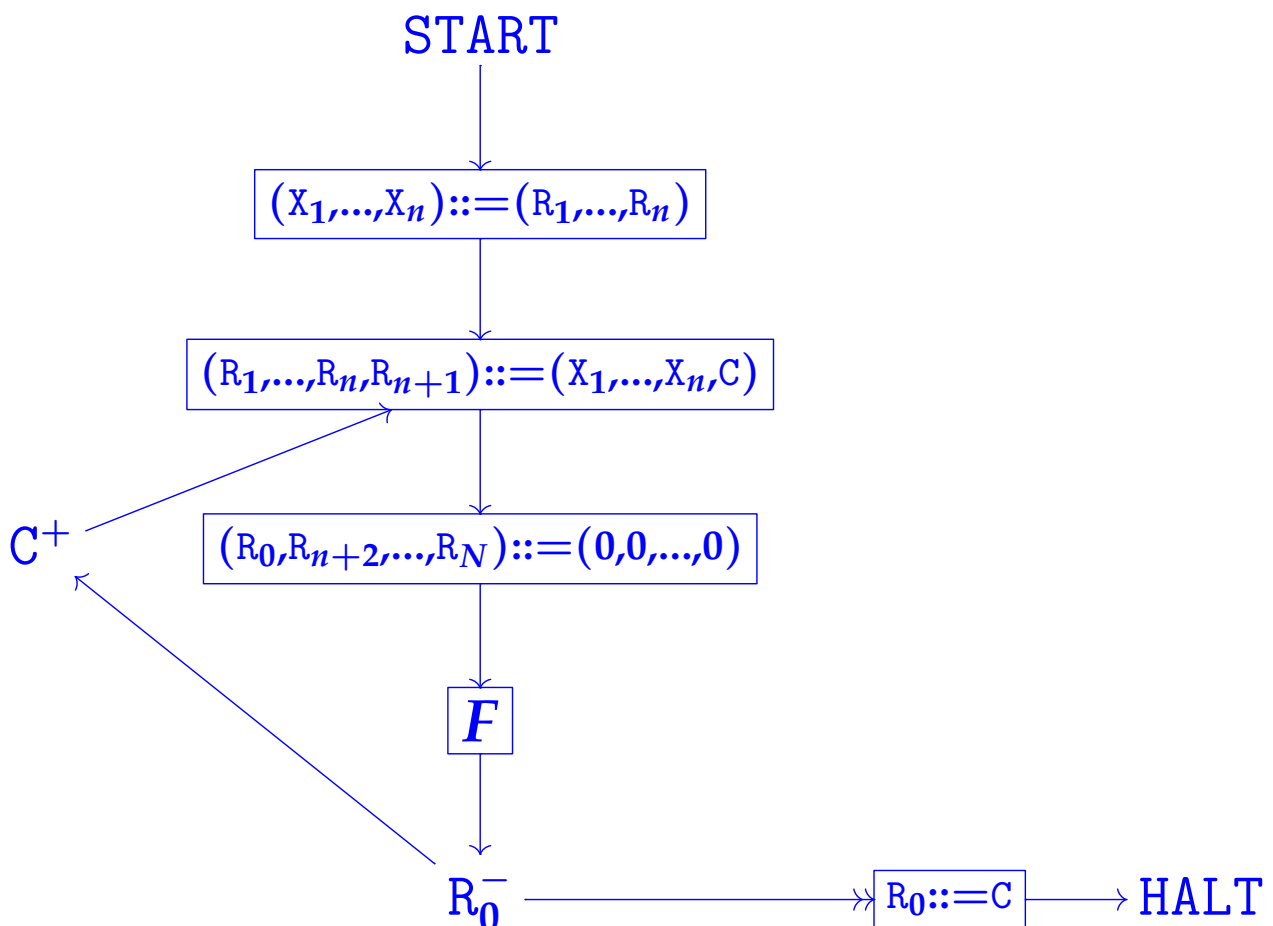 START
(X₁,...,Xₙ)::=(R₁,...,Rₙ)
(R₁,...,Rₙ,Rₙ₊₁)::=(X₁,...,Xₙ,C)
C⁺
(R₀,Rₙ₊₂,...,R_N)::=(0,0,...,0)
F
R₀⁻
R₀::=C
HALT